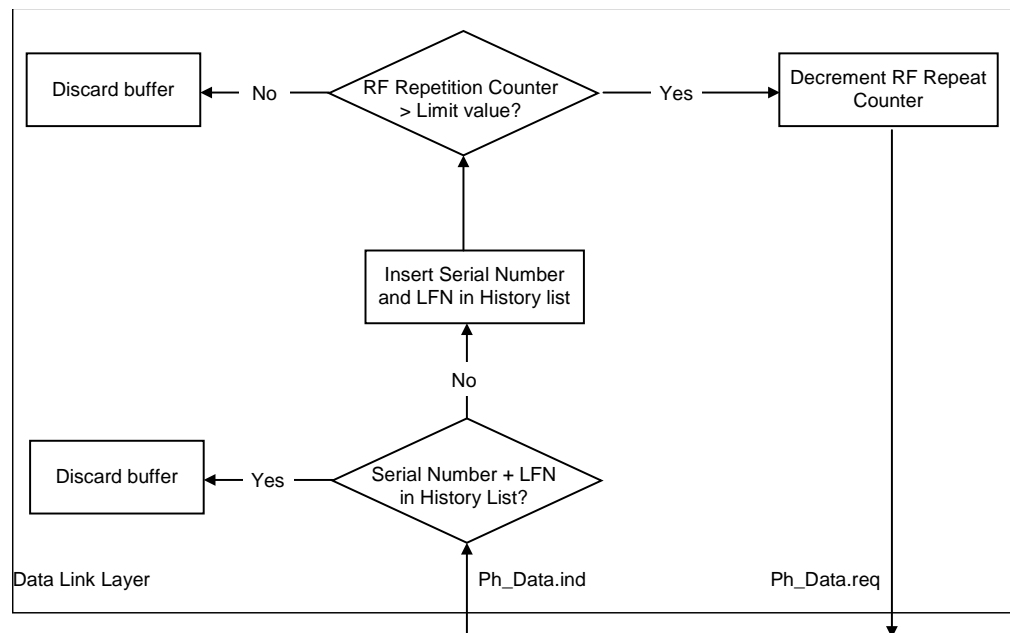 Discard buffer
No
RF Repetition Counter
> Limit value?
Yes
Decrement RF Repeat
Counter
Insert Serial Number
and LFN in History list
No
Discard buffer
Yes
Serial Number + LFN
in History List?
Data Link Layer
Ph_Data.ind
Ph_Data.req